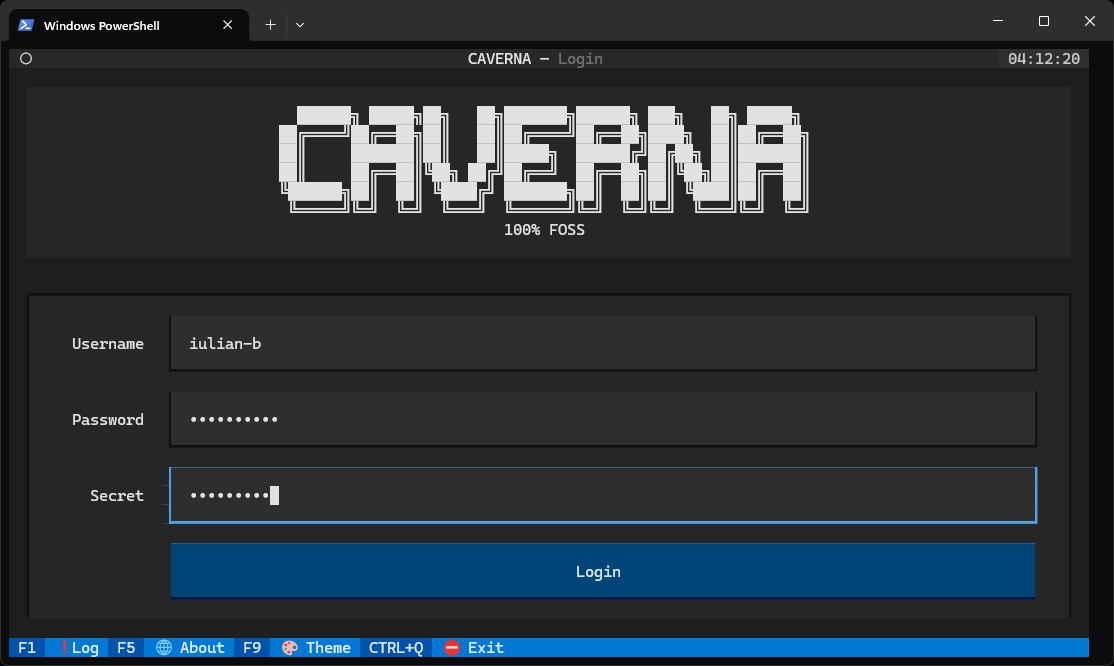 Windows PowerShell
CAVERNA — Login
04:12:20
CAVERNA
100% FOSS
Username iulian-b
Password ••••••••••
Secret •••••••••
Login
F1 ❗Log F5 🌐 About F9 🎨 Theme CTRL+Q ⛔ Exit